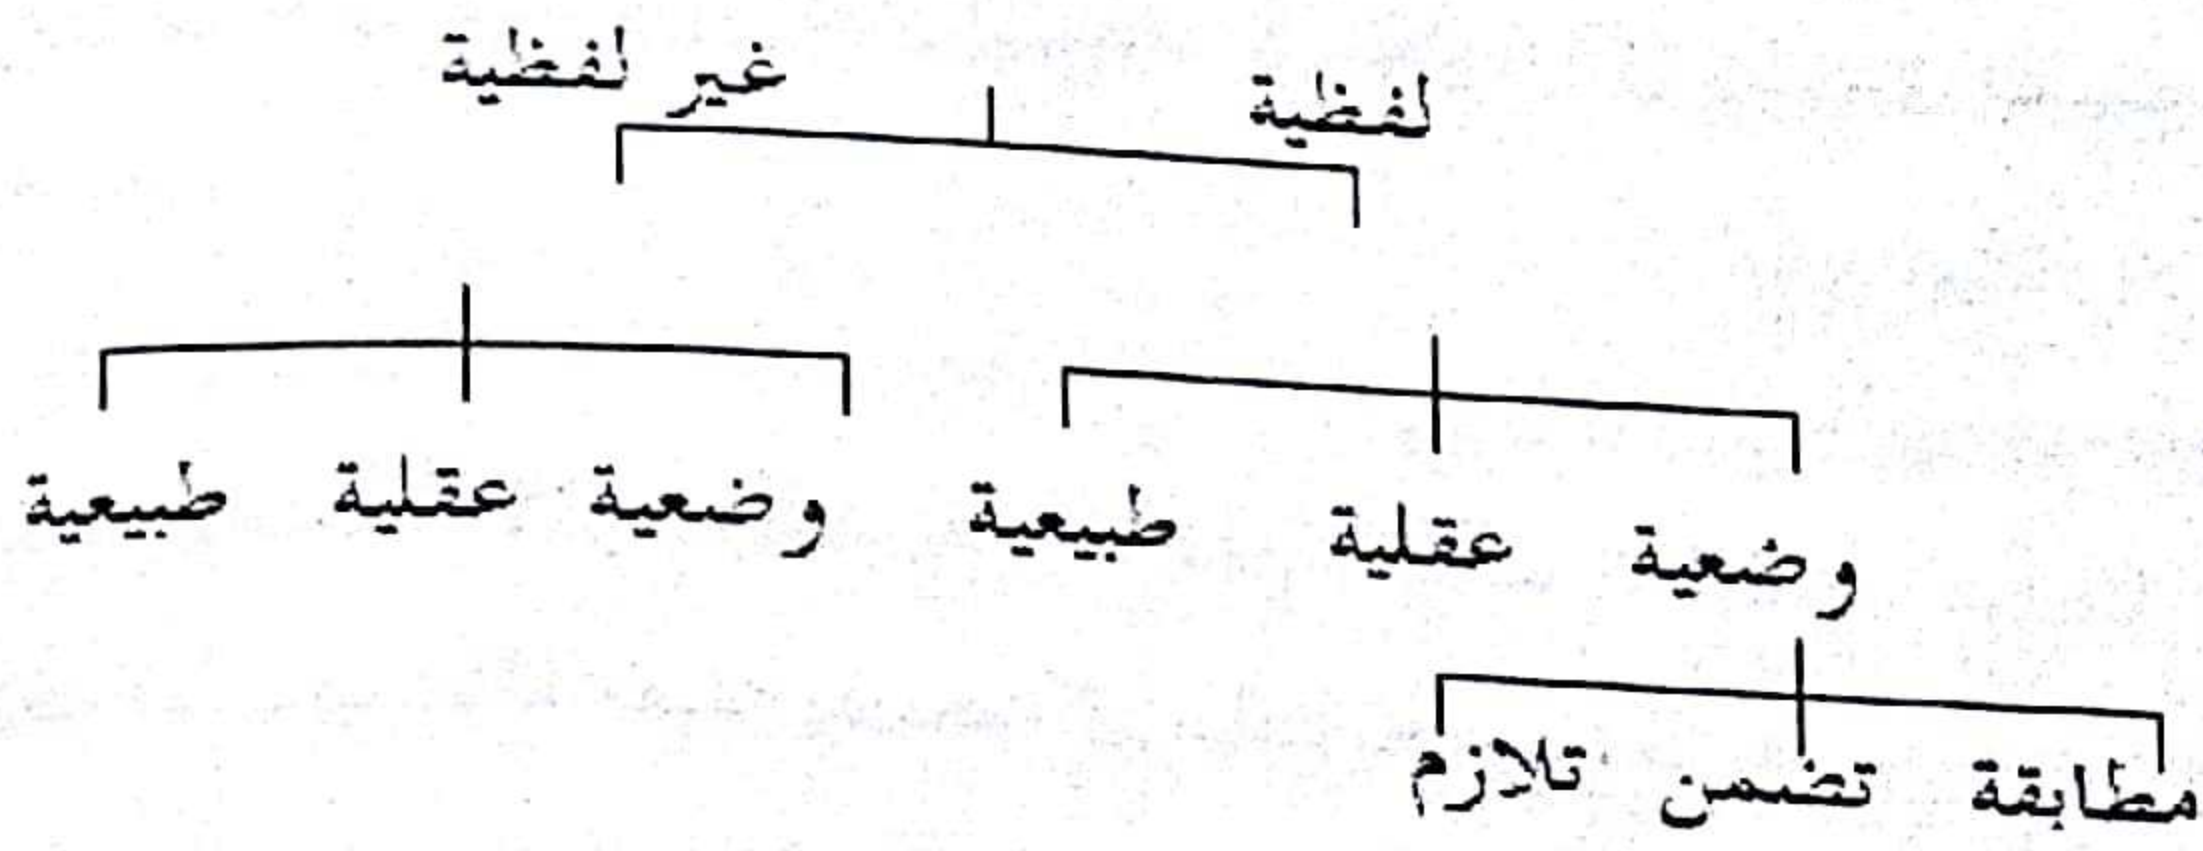 لفظية غير لفظية
وضعية عقلية طبيعية وضعية عقلية طبيعية
مطابقة تضمن تلازم